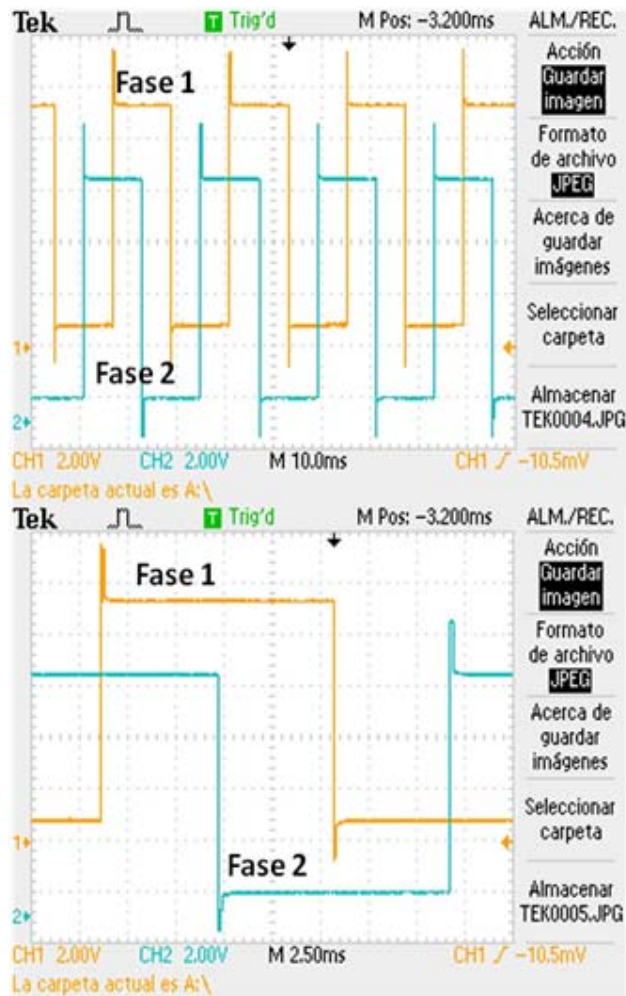 Tek T Trig'd M Pos: -3.200ms ALM./REC.
Acción
Guardar
imagen
Formato
de archivo
JPEG
Acerca de
guardar
imágenes
Seleccionar
carpeta
Almacenar
TEK0004.JPG
Fase 1
1
Fase 2
2
CH1 2.00V CH2 2.00V M 10.0ms CH1 -10.5mV
La carpeta actual es A:\
Tek T Trig'd M Pos: -3.200ms ALM./REC.
Acción
Guardar
imagen
Formato
de archivo
JPEG
Acerca de
guardar
imágenes
Seleccionar
carpeta
Almacenar
TEK0005.JPG
Fase 1
1
Fase 2
2
CH1 2.00V CH2 2.00V M 2.50ms CH1 -10.5mV
La carpeta actual es A:\